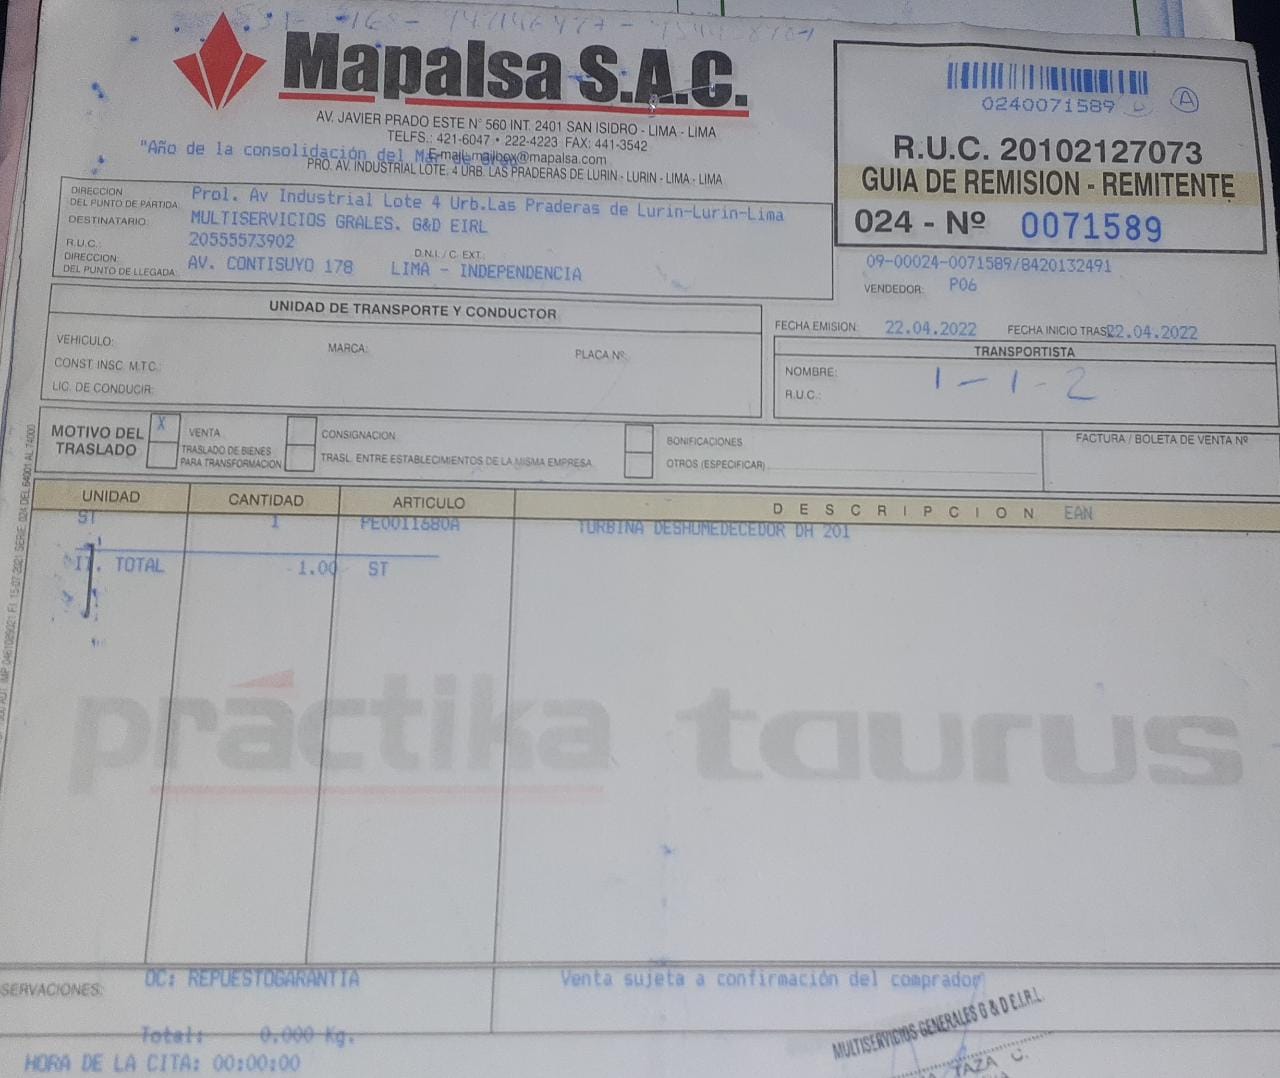 Mapalsa S.A.C.
AV. JAVIER PRADO ESTE N° 560 INT. 2401 SAN ISIDRO - LIMA - LIMA
TELFS.: 421-6047 • 222-4223 FAX: 441-3542
"Año de la consolidación del
E-mail: mailbox@mapalsa.com
PRO. AV. INDUSTRIAL LOTE. 4 URB. LAS PRADERAS DE LURIN - LURIN - LIMA - LIMA
0240071589
A
R.U.C. 20102127073
GUIA DE REMISION - REMITENTE
024 - Nº 0071589
09-00024-0071589/8420132491
VENDEDOR: P06
DIRECCION DEL PUNTO DE PARTIDA: Prol. Av Industrial Lote 4 Urb.Las Praderas de Lurin-Lurin-Lima
DESTINATARIO: MULTISERVICIOS GRALES. G&D EIRL
R.U.C.: 20555573902 D.N.I. / C. EXT.:
DIRECCION: DEL PUNTO DE LLEGADA: AV. CONTISUYO 178 LIMA - INDEPENDENCIA
FECHA EMISION: 22.04.2022 FECHA INICIO TRAS 22.04.2022
UNIDAD DE TRANSPORTE Y CONDUCTOR
VEHICULO: MARCA: PLACA Nº:
CONST. INSC. M.T.C.:
LIC. DE CONDUCIR:
TRANSPORTISTA
NOMBRE: 1-1-2
R.U.C.:
MOTIVO DEL TRASLADO
X VENTA
TRASLADO DE BIENES PARA TRANSFORMACION
CONSIGNACION
TRASL. ENTRE ESTABLECIMIENTOS DE LA MISMA EMPRESA
BONIFICACIONES
OTROS (ESPECIFICAR)
FACTURA / BOLETA DE VENTA Nº
UNIDAD CANTIDAD ARTICULO DESCRIPCION EAN
ST 1 PE0011680A TURBINA DESHUMEDECEDOR DH 201
TOTAL 1.00 ST
práctika taurus
SERVACIONES: OC: REPUESTOGARANTIA Venta sujeta a confirmación del comprador
Total: 0.000 Kg.
HORA DE LA CITA: 00:00:00
MULTISERVICIOS GENERALES G & D E.I.R.L.
TAZA C.